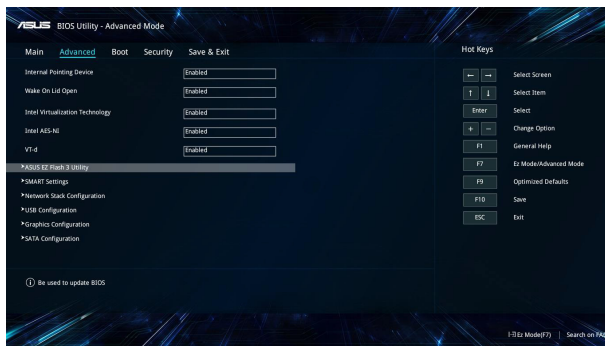 ASUS BIOS Utility - Advanced Mode
Main Advanced Boot Security Save & Exit
Hot Keys
Internal Pointing Device Enabled
Wake On Lid Open Enabled
Intel Virtualization Technology Enabled
Intel AES-NI Enabled
VT-d Enabled
ASUS EZ Flash 3 Utility
SMART Settings
Network Stack Configuration
USB Configuration
Graphics Configuration
SATA Configuration
← → Select Screen
↑ ↓ Select Item
Enter Select
+ − Change Option
F1 General Help
F7 Ez Mode/Advanced Mode
F9 Optimized Defaults
F10 Save
ESC Exit
Be used to update BIOS
Ez Mode(F7) | Search on FA